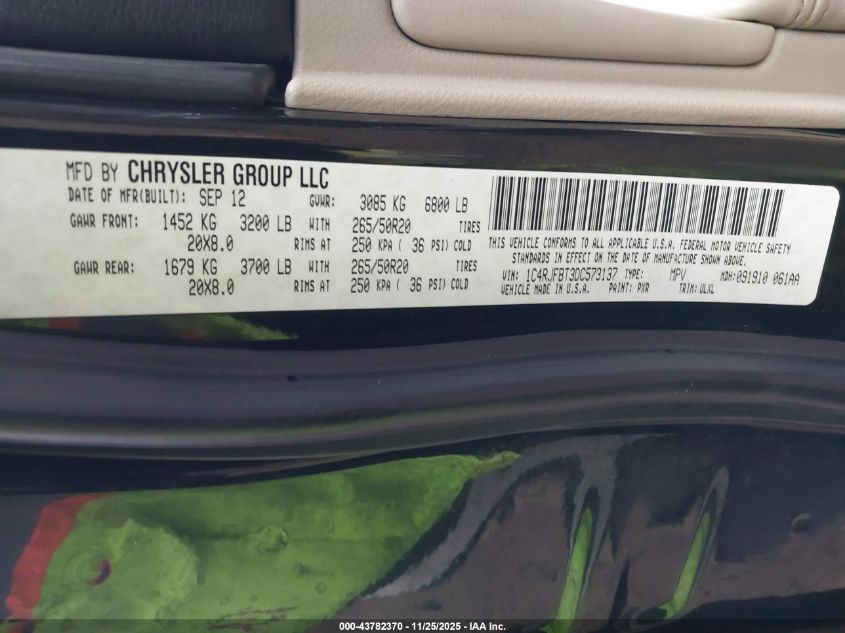 MFD BY CHRYSLER GROUP LLC
DATE OF MFR(BUILT): SEP 12 GVWR: 3085 KG 6800 LB
GAWR FRONT: 1452 KG 3200 LB WITH 265/50R20 TIRES
20X8.0 RIMS AT 250 KPA ( 36 PSI) COLD
GAWR REAR: 1679 KG 3700 LB WITH 265/50R20 TIRES
20X8.0 RIMS AT 250 KPA ( 36 PSI) COLD
THIS VEHICLE CONFORMS TO ALL APPLICABLE U.S.A. FEDERAL MOTOR VEHICLE SAFETY
STANDARDS IN EFFECT ON THE DATE OF MANUFACTURE SHOWN ABOVE.
VIN: 1C4RJFBT3DC573137 TYPE: MPV MDH: 091910 061AA
VEHICLE MADE IN U.S.A. PAINT: PXR TRIM: ULXL
000-43782370 - 11/25/2025 - IAA Inc.